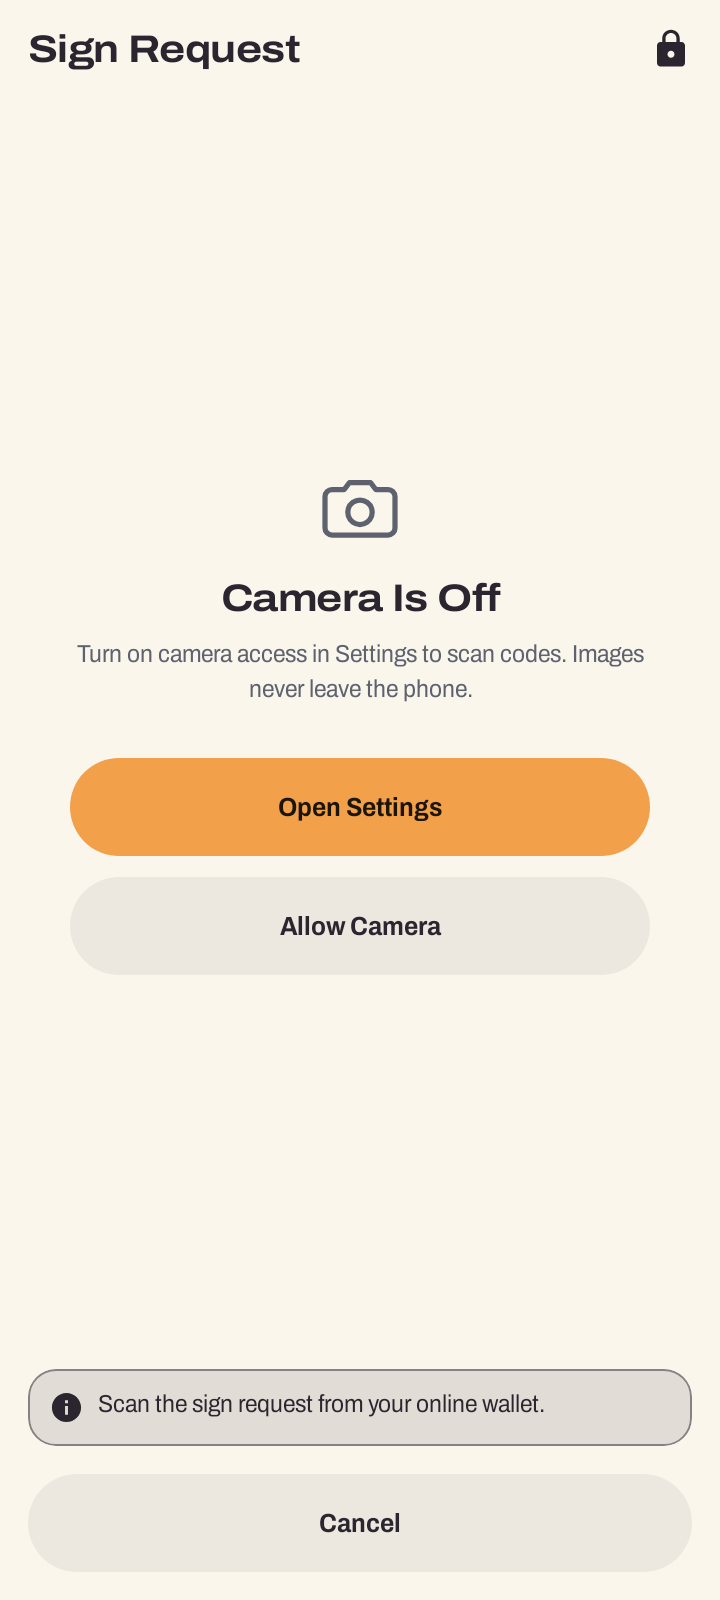 Sign Request
Camera Is Off
Turn on camera access in Settings to scan codes. Images
never leave the phone.
Open Settings
Allow Camera
Scan the sign request from your online wallet.
Cancel